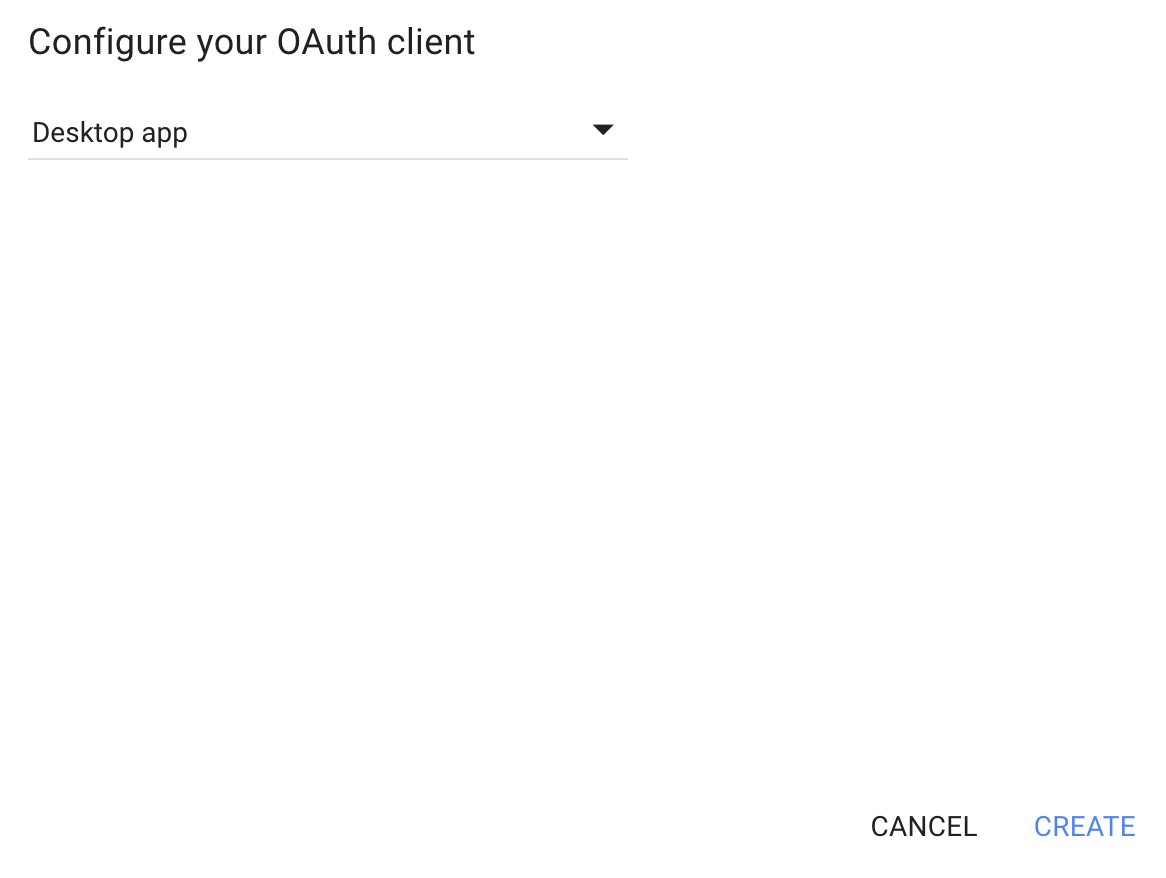 Configure your OAuth client
Desktop app
CANCEL CREATE